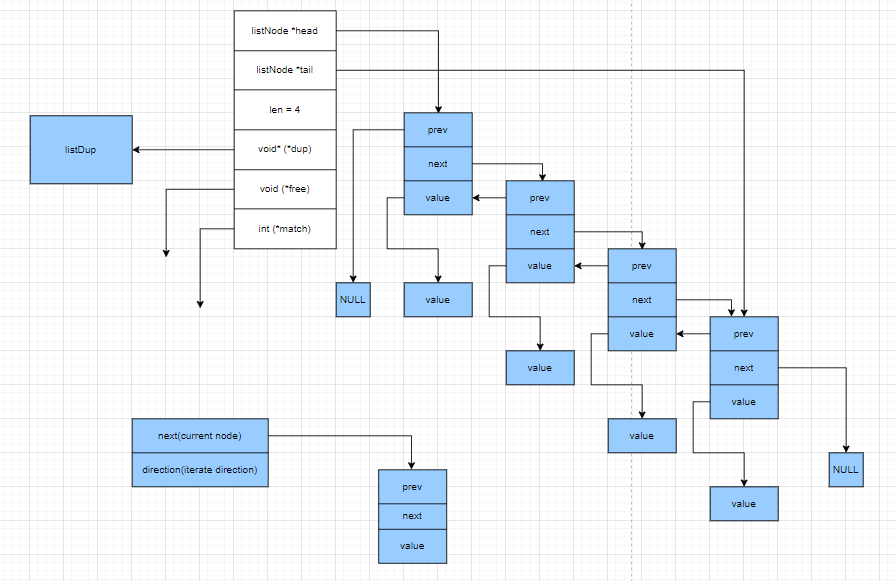 listNode *head
listNode *tail
len = 4
void* (*dup)
void (*free)
int (*match)
listDup
prev
next
value
NULL
value
prev
next
value
value
prev
next
value
value
prev
next
value
value
NULL
next(current node)
direction(iterate direction)
prev
next
value